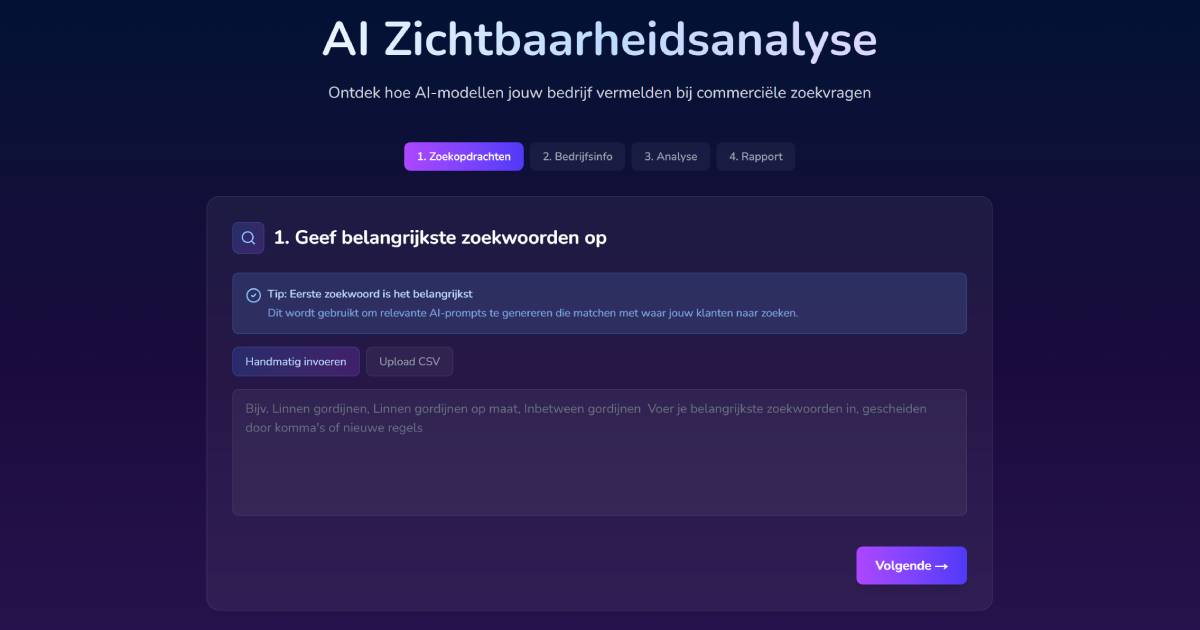 AI Zichtbaarheidsanalyse
Ontdek hoe AI-modellen jouw bedrijf vermelden bij commerciële zoekvragen
1. Zoekopdrachten
2. Bedrijfsinfo
3. Analyse
4. Rapport
1. Geef belangrijkste zoekwoorden op
Tip: Eerste zoekwoord is het belangrijkst
Dit wordt gebruikt om relevante AI-prompts te genereren die matchen met waar jouw klanten naar zoeken.
Handmatig invoeren
Upload CSV
Bijv. Linnen gordijnen, Linnen gordijnen op maat, Inbetween gordijnen  Voer je belangrijkste zoekwoorden in, gescheiden
door komma's of nieuwe regels
Volgende →